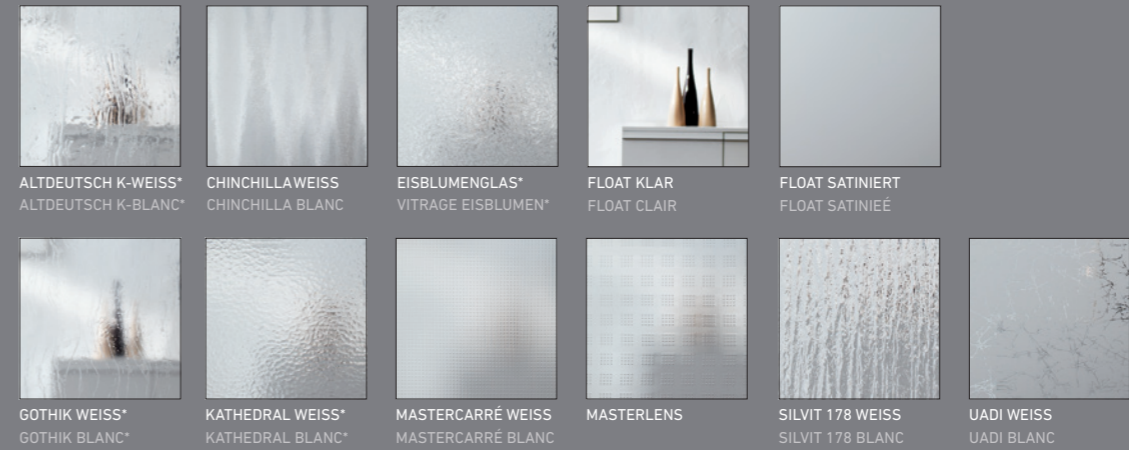 ALTDEUTSCH K-WEISS*
ALTDEUTSCH K-BLANC*
CHINCHILLA WEISS
CHINCHILLA BLANC
EISBLUMENGLAS*
VITRAGE EISBLUMEN*
FLOAT KLAR
FLOAT CLAIR
FLOAT SATINIERT
FLOAT SATINIEÉ
GOTHIK WEISS*
GOTHIK BLANC*
KATHEDRAL WEISS*
KATHEDRAL BLANC*
MASTERCARRÉ WEISS
MASTERCARRÉ BLANC
MASTERLENS
SILVIT 178 WEISS
SILVIT 178 BLANC
UADI WEISS
UADI BLANC